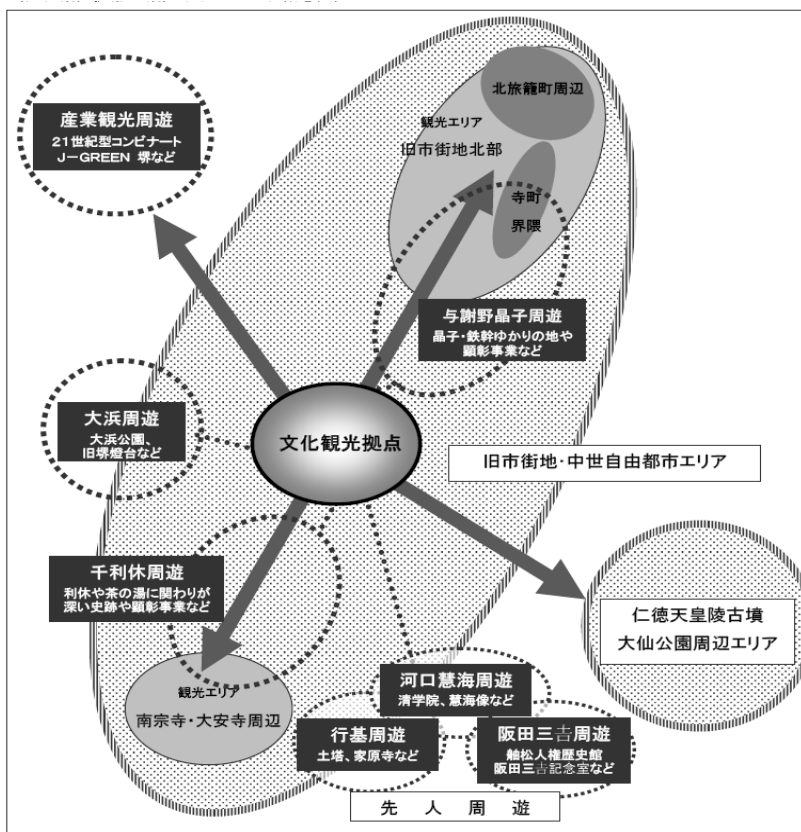 北旅籠町周辺
観光エリア
旧市街地北部
寺町
界隈
産業観光周遊
21世紀型コンビナート
J－GREEN 堺など
与謝野晶子周遊
晶子・鉄幹ゆかりの地や
顕彰事業など
大浜周遊
大浜公園、
旧堺燈台など
文化観光拠点
旧市街地・中世自由都市エリア
千利休周遊
利休や茶の湯に関わりが
深い史跡や顕彰事業など
仁徳天皇陵古墳
大仙公園周辺エリア
観光エリア
南宗寺・大安寺周辺
河口慧海周遊
清学院、慧海像など
行基周遊
土塔、家原寺など
阪田三𠮷周遊
舳松人権歴史館
阪田三𠮷記念室など
先人周遊